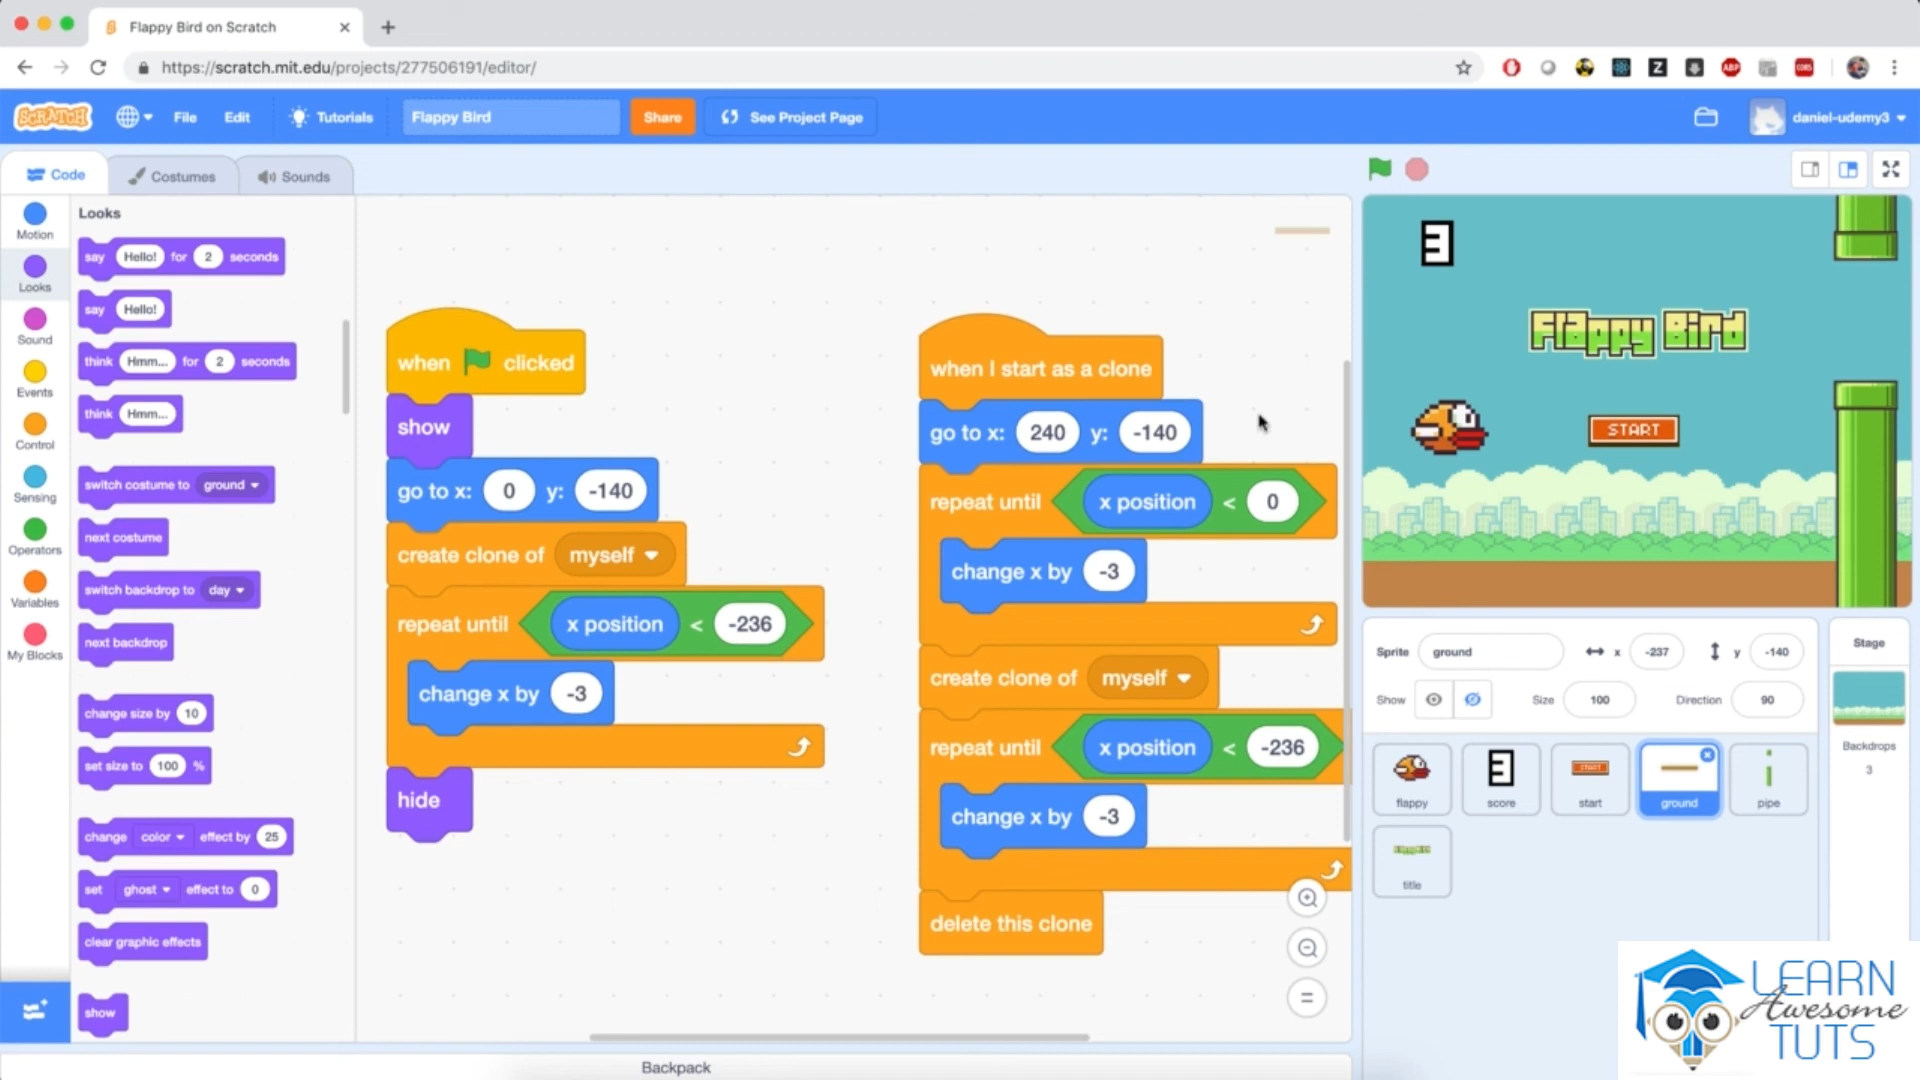 Flappy Bird on Scratch
https://scratch.mit.edu/projects/277506191/editor/
Z
ABP
CORS
SCRATCH
File
Edit
Tutorials
Flappy Bird
Share
See Project Page
daniel-udemy3
Code
Costumes
Sounds
Motion
Looks
Sound
Events
Control
Sensing
Operators
Variables
My Blocks
Looks
say Hello! for 2 seconds
say Hello!
think Hmm... for 2 seconds
think Hmm...
switch costume to ground
next costume
switch backdrop to day
next backdrop
change size by 10
set size to 100 %
change color effect by 25
set ghost effect to 0
clear graphic effects
show
when clicked
show
go to x: 0 y: -140
create clone of myself
repeat until x position < -236
change x by -3
hide
when I start as a clone
go to x: 240 y: -140
repeat until x position < 0
change x by -3
create clone of myself
repeat until x position < -236
change x by -3
delete this clone
Backpack
3
Flappy Bird
START
Sprite ground x -237 y -140
Show Size 100 Direction 90
flappy
3
score
START
start
ground
pipe
Flappy Bird
title
Stage
Backdrops
3
LEARN
Awesome
TUTS